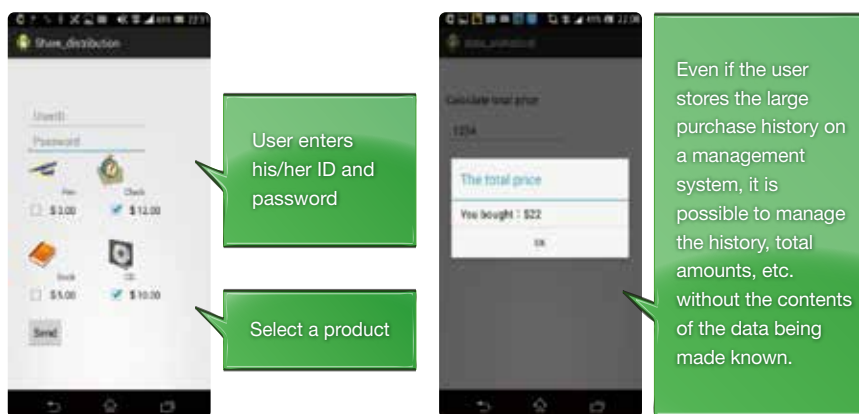 Share_distribution
UserID
Password
Pen
Clock
$3.00
$12.00
Book
CD
$5.00
$10.00
Send
User enters
his/her ID and
password
Select a product
22:08
Calculate total price
1234
The total price
You bought : $22
OK
Even if the user
stores the large
purchase history on
a management
system, it is
possible to manage
the history, total
amounts, etc.
without the contents
of the data being
made known.